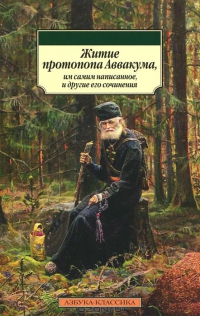 Житие
протопопа Аввакума,
им самим написанное,
и другие его сочинения
АЗБУКА-КЛАССИКА